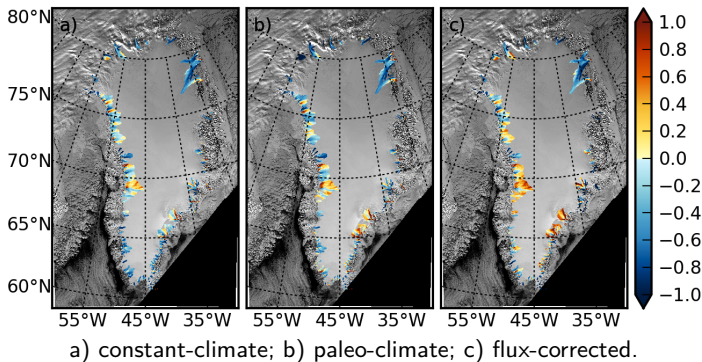 a) b) c)
80°N
75°N
70°N
65°N
60°N
55°W 45°W 35°W 55°W 45°W 35°W 55°W 45°W 35°W
1.0
0.8
0.6
0.4
0.2
0.0
−0.2
−0.4
−0.6
−0.8
−1.0
a) constant-climate; b) paleo-climate; c) flux-corrected.